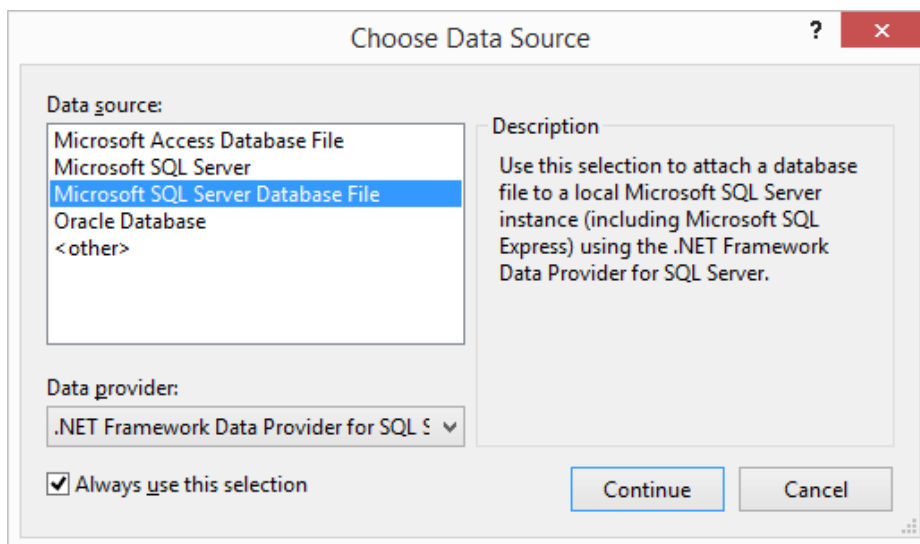 Choose Data Source
?
Data source:
Microsoft Access Database File
Microsoft SQL Server
Microsoft SQL Server Database File
Oracle Database
<other>
Description
Use this selection to attach a database
file to a local Microsoft SQL Server
instance (including Microsoft SQL
Express) using the .NET Framework
Data Provider for SQL Server.
Data provider:
.NET Framework Data Provider for SQL S
Always use this selection
Continue
Cancel